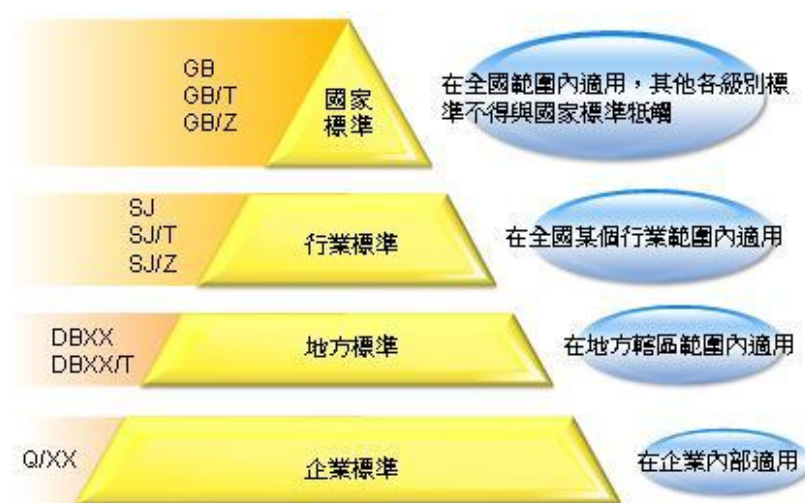 GB
GB/T
GB/Z
國家
標準
在全國範圍內適用，其他各級別標
準不得與國家標準牴觸
SJ
SJ/T
SJ/Z
行業標準
在全國某個行業範圍內適用
DBXX
DBXX/T
地方標準
在地方轄區範圍內適用
Q/XX
企業標準
在企業內部適用